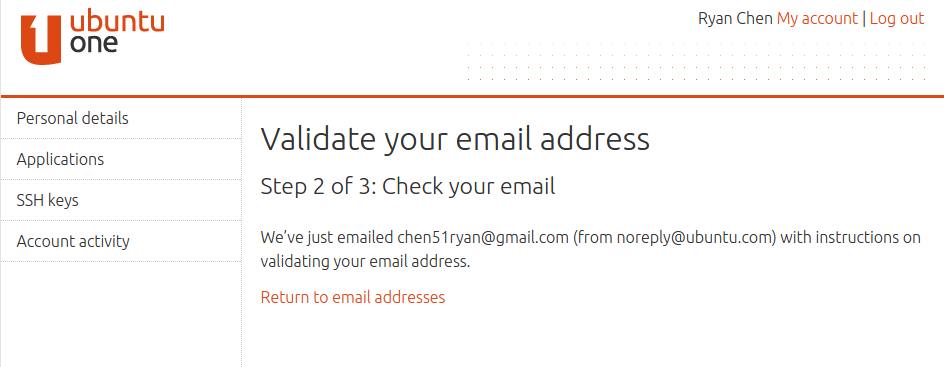 ubuntu
one
Ryan Chen My account | Log out
Personal details
Applications
SSH keys
Account activity
Validate your email address
Step 2 of 3: Check your email
We’ve just emailed chen51ryan@gmail.com (from noreply@ubuntu.com) with instructions on
validating your email address.
Return to email addresses